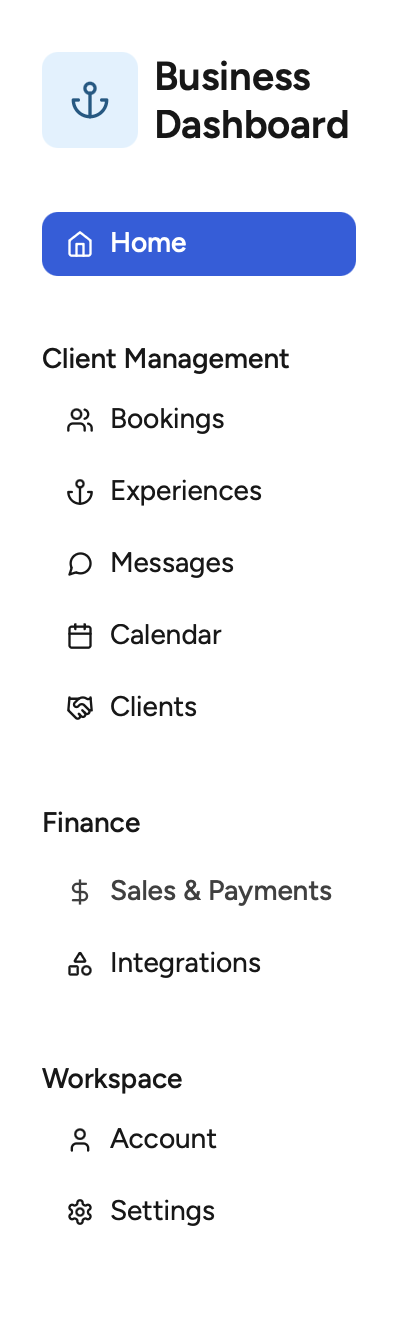 Business
Dashboard
Home
Client Management
Bookings
Experiences
Messages
Calendar
Clients
Finance
Sales & Payments
Integrations
Workspace
Account
Settings